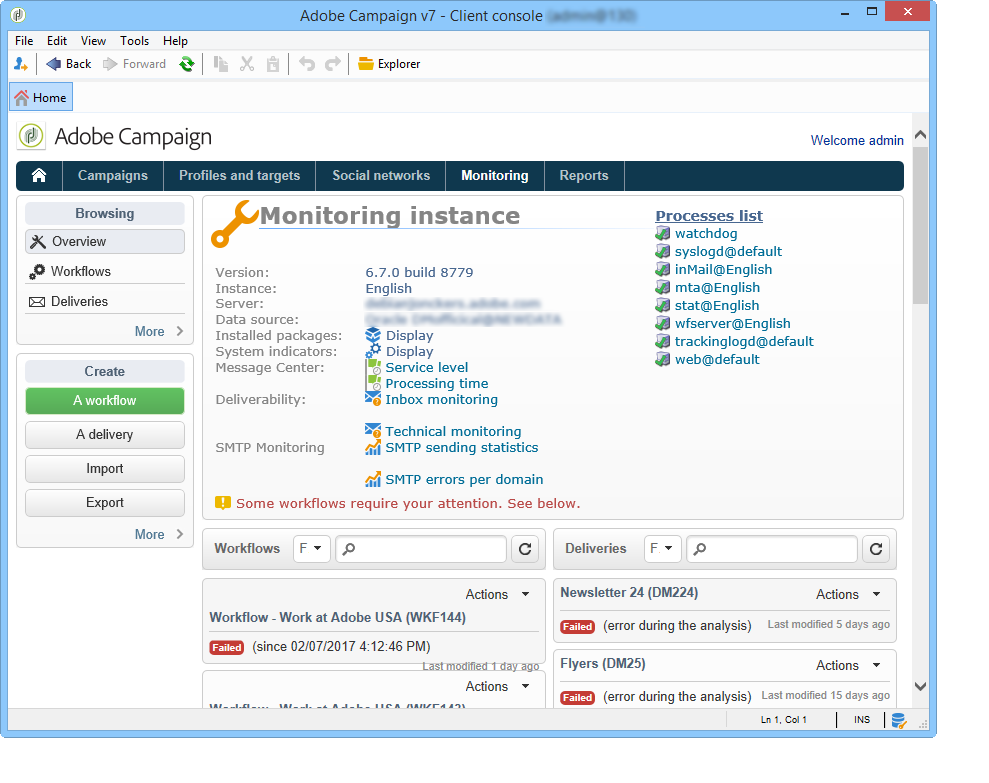 Adobe Campaign v7 - Client console
File Edit View Tools Help
Back Forward Explorer
Home
Adobe Campaign
Welcome admin
Campaigns Profiles and targets Social networks Monitoring Reports
Browsing
Overview
Workflows
Deliveries
More
Create
A workflow
A delivery
Import
Export
More
Monitoring instance
Version: 6.7.0 build 8779
Instance: English
Server:
Data source:
Installed packages: Display
System indicators: Display
Message Center: Service level
Processing time
Deliverability: Inbox monitoring
Technical monitoring
SMTP Monitoring SMTP sending statistics
SMTP errors per domain
Some workflows require your attention. See below.
Processes list
watchdog
syslogd@default
inMail@English
mta@English
stat@English
wfserver@English
trackinglogd@default
web@default
Workflows F
Actions
Workflow - Work at Adobe USA (WKF144)
Failed (since 02/07/2017 4:12:46 PM)
Last modified 1 day ago
Actions
Workflow - Work at Adobe USA (WKF143)
Deliveries F
Newsletter 24 (DM224) Actions
Failed (error during the analysis) Last modified 5 days ago
Flyers (DM25) Actions
Failed (error during the analysis) Last modified 15 days ago
Ln 1, Col 1 INS